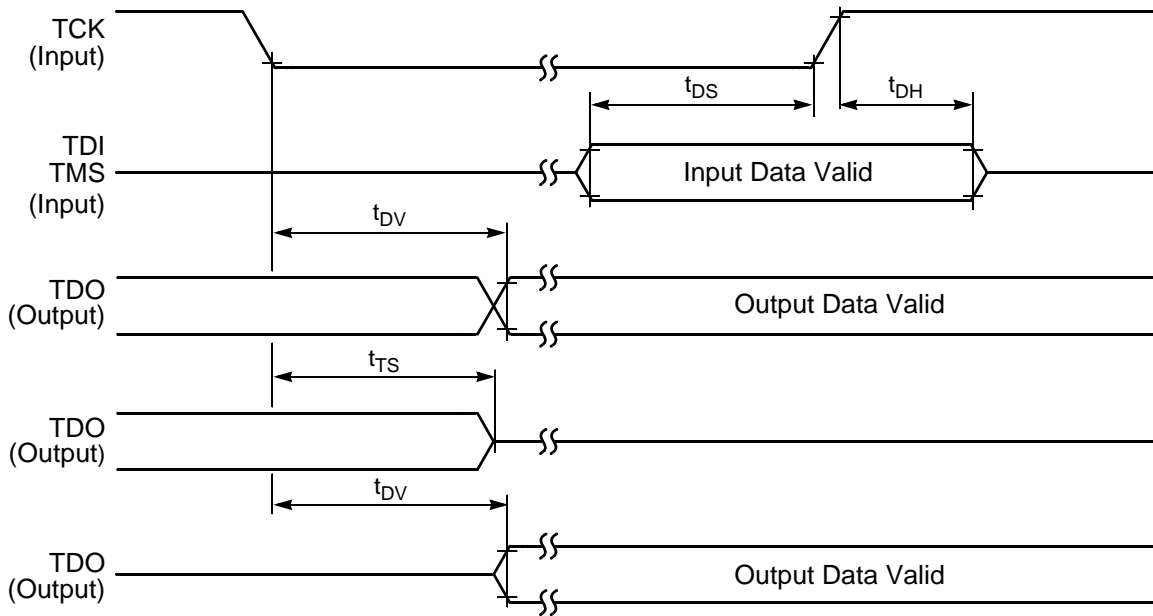 TCK
(Input)
tDS
tDH
TDI
TMS
(Input)
Input Data Valid
tDV
TDO
(Output)
Output Data Valid
tTS
TDO
(Output)
tDV
TDO
(Output)
Output Data Valid